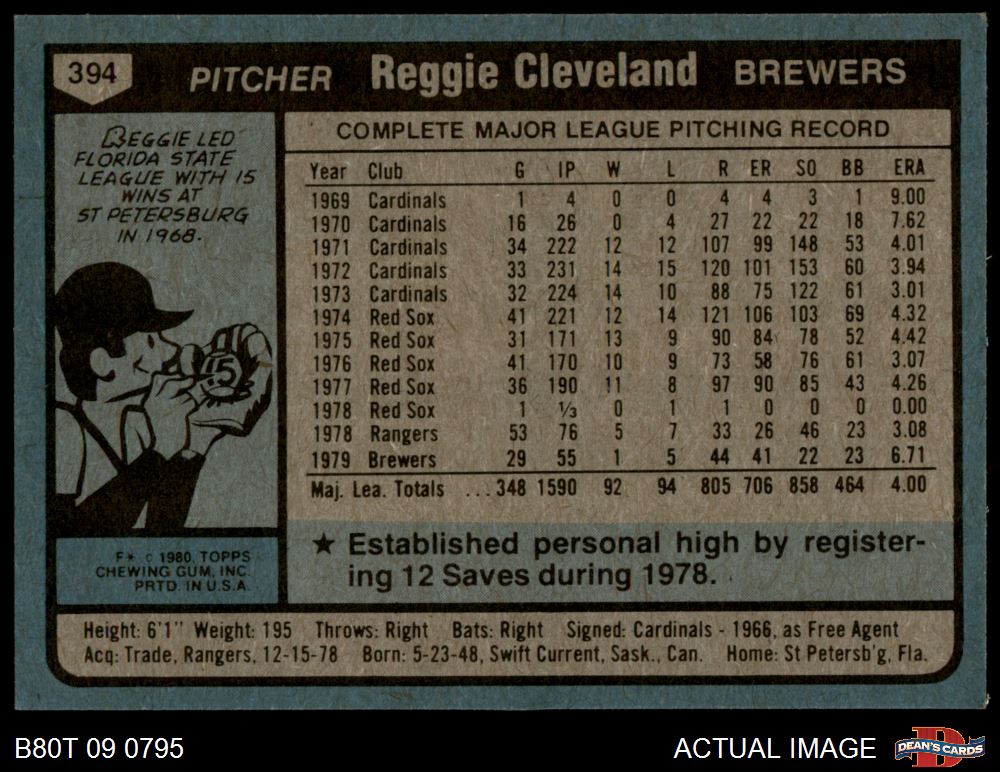 394 PITCHER Reggie Cleveland BREWERS
REGGIE LED
FLORIDA STATE
LEAGUE WITH 15
WINS AT
ST PETERSBURG
IN 1968.
15
F* © 1980 TOPPS
CHEWING GUM, INC.
PRTD. IN U.S.A.
COMPLETE MAJOR LEAGUE PITCHING RECORD
Year Club G IP W L R ER SO BB ERA
1969 Cardinals 1 4 0 0 4 4 3 1 9.00
1970 Cardinals 16 26 0 4 27 22 22 18 7.62
1971 Cardinals 34 222 12 12 107 99 148 53 4.01
1972 Cardinals 33 231 14 15 120 101 153 60 3.94
1973 Cardinals 32 224 14 10 88 75 122 61 3.01
1974 Red Sox 41 221 12 14 121 106 103 69 4.32
1975 Red Sox 31 171 13 9 90 84 78 52 4.42
1976 Red Sox 41 170 10 9 73 58 76 61 3.07
1977 Red Sox 36 190 11 8 97 90 85 43 4.26
1978 Red Sox 1 ⅓ 0 1 1 0 0 0 0.00
1978 Rangers 53 76 5 7 33 26 46 23 3.08
1979 Brewers 29 55 1 5 44 41 22 23 6.71
Maj. Lea. Totals ...348 1590 92 94 805 706 858 464 4.00
★ Established personal high by register-
ing 12 Saves during 1978.
Height: 6'1" Weight: 195 Throws: Right Bats: Right Signed: Cardinals - 1966, as Free Agent
Acq: Trade, Rangers, 12-15-78 Born: 5-23-48, Swift Current, Sask., Can. Home: St Petersb'g, Fla.
B80T 09 0795 ACTUAL IMAGE
D
DEAN'S CARDS